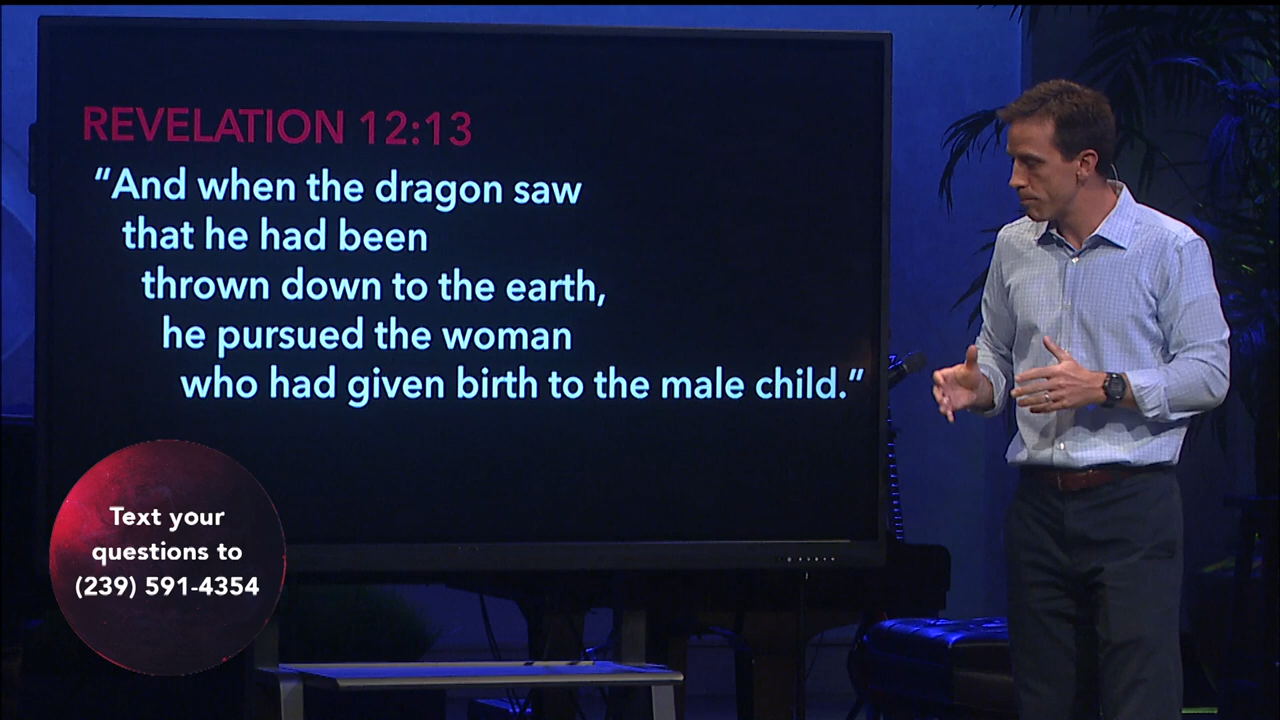 REVELATION 12:13
“And when the dragon saw
that he had been
thrown down to the earth,
he pursued the woman
who had given birth to the male child.”
Text your
questions to
(239) 591-4354